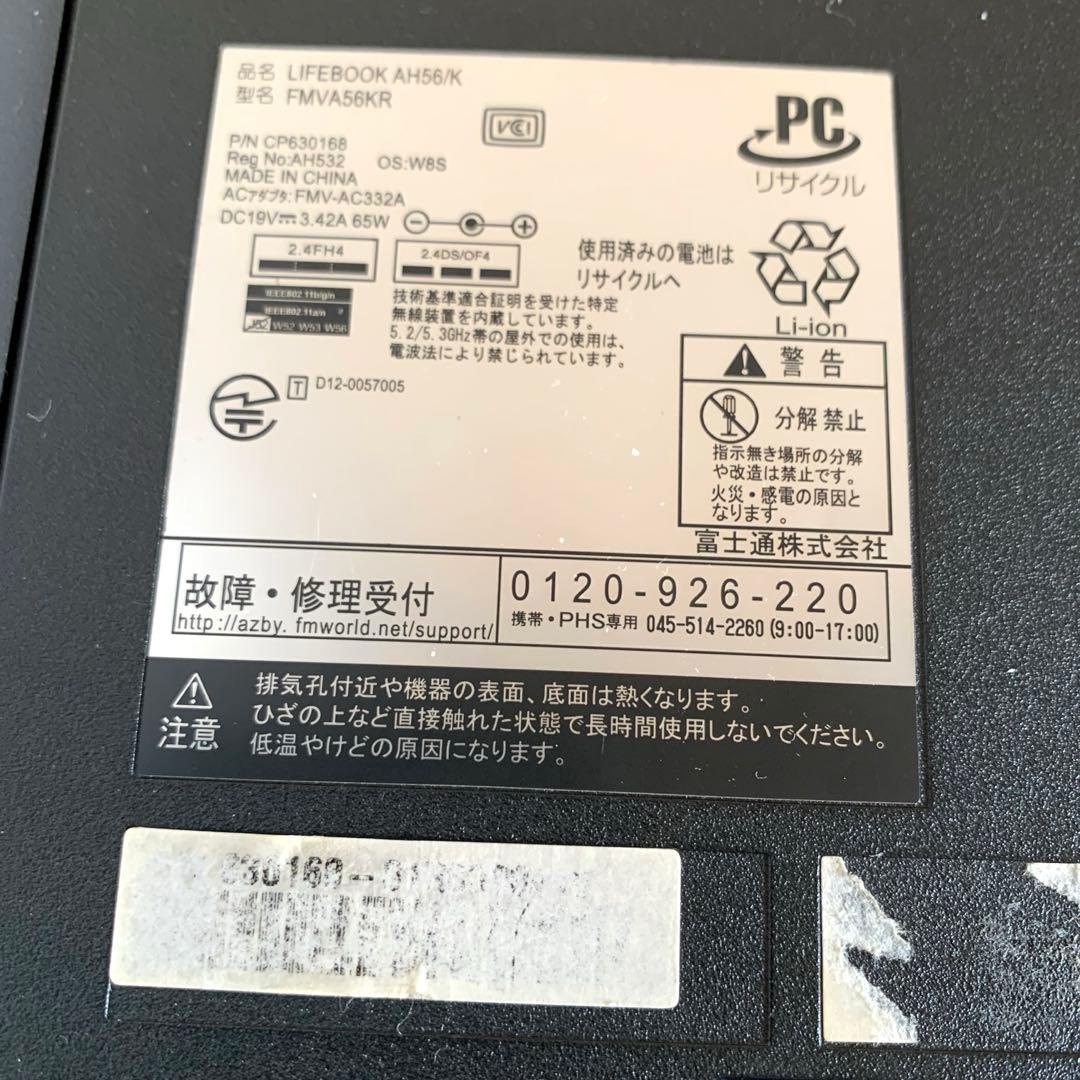 品名 LIFEBOOK AH56/K
型名 FMVA56KR
VCCI
P/N CP630168
Reg No:AH532 OS:W8S
MADE IN CHINA
ACアダプタ:FMV-AC332A
DC19V 3.42A 65W
2.4FH4
2.4DS/OF4
IEEE802.11b/g/n
IEEE802.11a/n
J52 W52 W53 W56
技術基準適合証明を受けた特定
無線装置を内蔵しています。
5.2/5.3GHz帯の屋外での使用は、
電波法により禁じられています。
T D12-0057005
PC
リサイクル
使用済みの電池は
リサイクルへ
Li-ion
警告
分解禁止
指示無き場所の分解
や改造は禁止です。
火災・感電の原因と
なります。
富士通株式会社
故障・修理受付
http://azby.fmworld.net/support/
0120-926-220
携帯・PHS専用 045-514-2260 (9:00-17:00)
注意
排気孔付近や機器の表面、底面は熱くなります。
ひざの上など直接触れた状態で長時間使用しないでください。
低温やけどの原因になります。